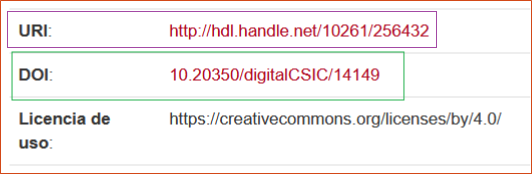 URI: http://hdl.handle.net/10261/256432
DOI: 10.20350/digitalCSIC/14149
Licencia de uso: https://creativecommons.org/licenses/by/4.0/